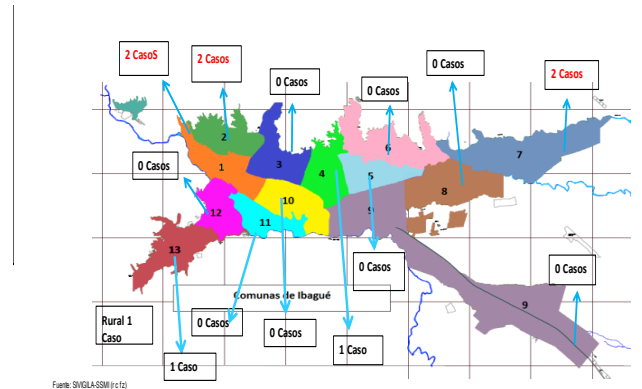 2 CasoS
2 Casos
0 Casos
0 Casos
0 Casos
2 Casos
2
1
3
4
6
5
7
8
0 Casos
12
10
11
9
13
0 Casos
0 Casos
9
Comunas de Ibagué
Rural 1
Caso
0 Casos
0 Casos
1 Caso
1 Caso
Fuente: SIVIGILA-SSMI (r c f z)